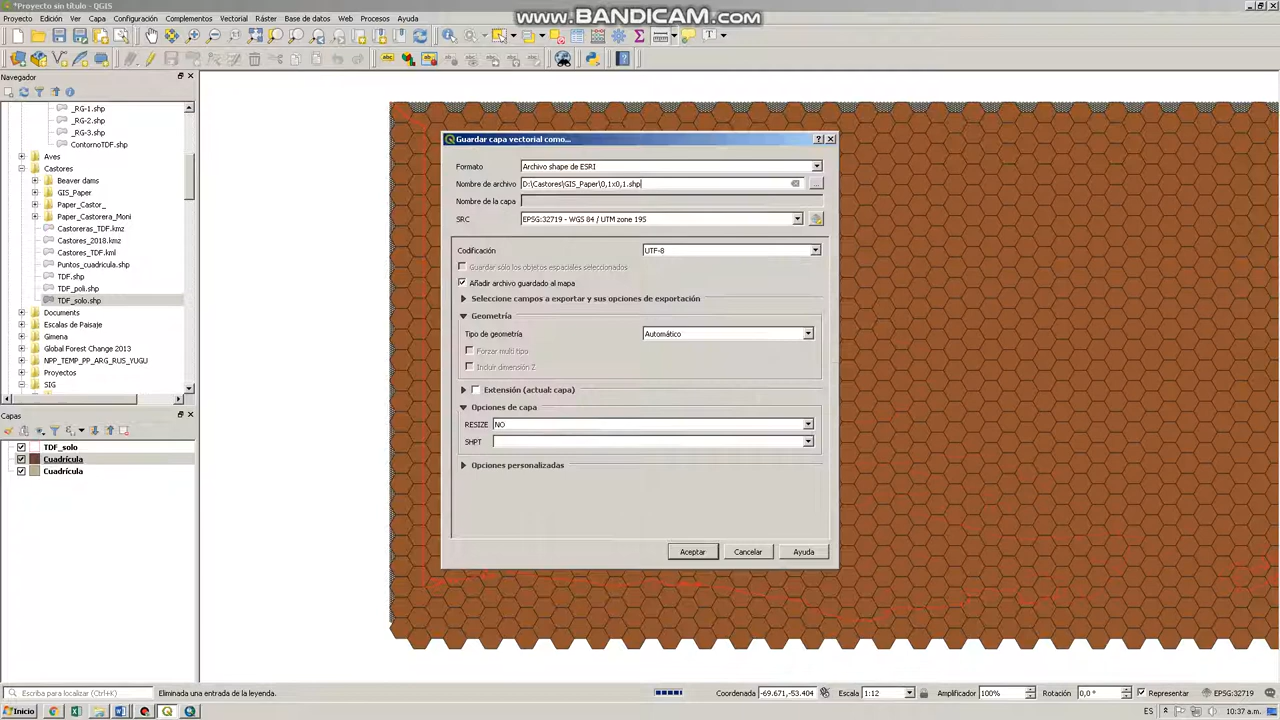 *Proyecto sin título - QGIS
www.BANDICAM.com
Proyecto Edición Ver Capa Configuración Complementos Vectorial Ráster Base de datos Web Procesos Ayuda
Navegador
_RG-1.shp
_RG-2.shp
_RG-3.shp
ContornoTDF.shp
Aves
Castores
Beaver dams
GIS_Paper
Paper_Castor_
Paper_Castorera_Moni
Castoreras_TDF.kmz
Castores_2018.kmz
Castores_TDF.kml
Puntos_cuadricula.shp
TDF.shp
TDF_poli.shp
TDF_solo.shp
Documents
Escalas de Paisaje
Gimena
Global Forest Change 2013
NPP_TEMP_PP_ARG_RUS_YUGU
Proyectos
SIG
Capas
TDF_solo
Cuadrícula
Cuadrícula
Guardar capa vectorial como...
Formato Archivo shape de ESRI
Nombre de archivo D:\Castores\GIS_Paper\0,1x0,1.shp
Nombre de la capa
SRC EPSG:32719 - WGS 84 / UTM zone 19S
Codificación UTF-8
Guardar sólo los objetos espaciales seleccionados
Añadir archivo guardado al mapa
Seleccione campos a exportar y sus opciones de exportación
Geometría
Tipo de geometría Automático
Forzar multi tipo
Incluir dimensión Z
Extensión (actual: capa)
Opciones de capa
RESIZE NO
SHPT
Opciones personalizadas
Aceptar Cancelar Ayuda
Escriba para localizar (Ctrl+K) Eliminada una entrada de la leyenda. Coordenada -69.671,-53.404 Escala 1:12 Amplificador 100% Rotación 0,0 ° Representar EPSG:32719
Inicio ES 10:37 a.m.